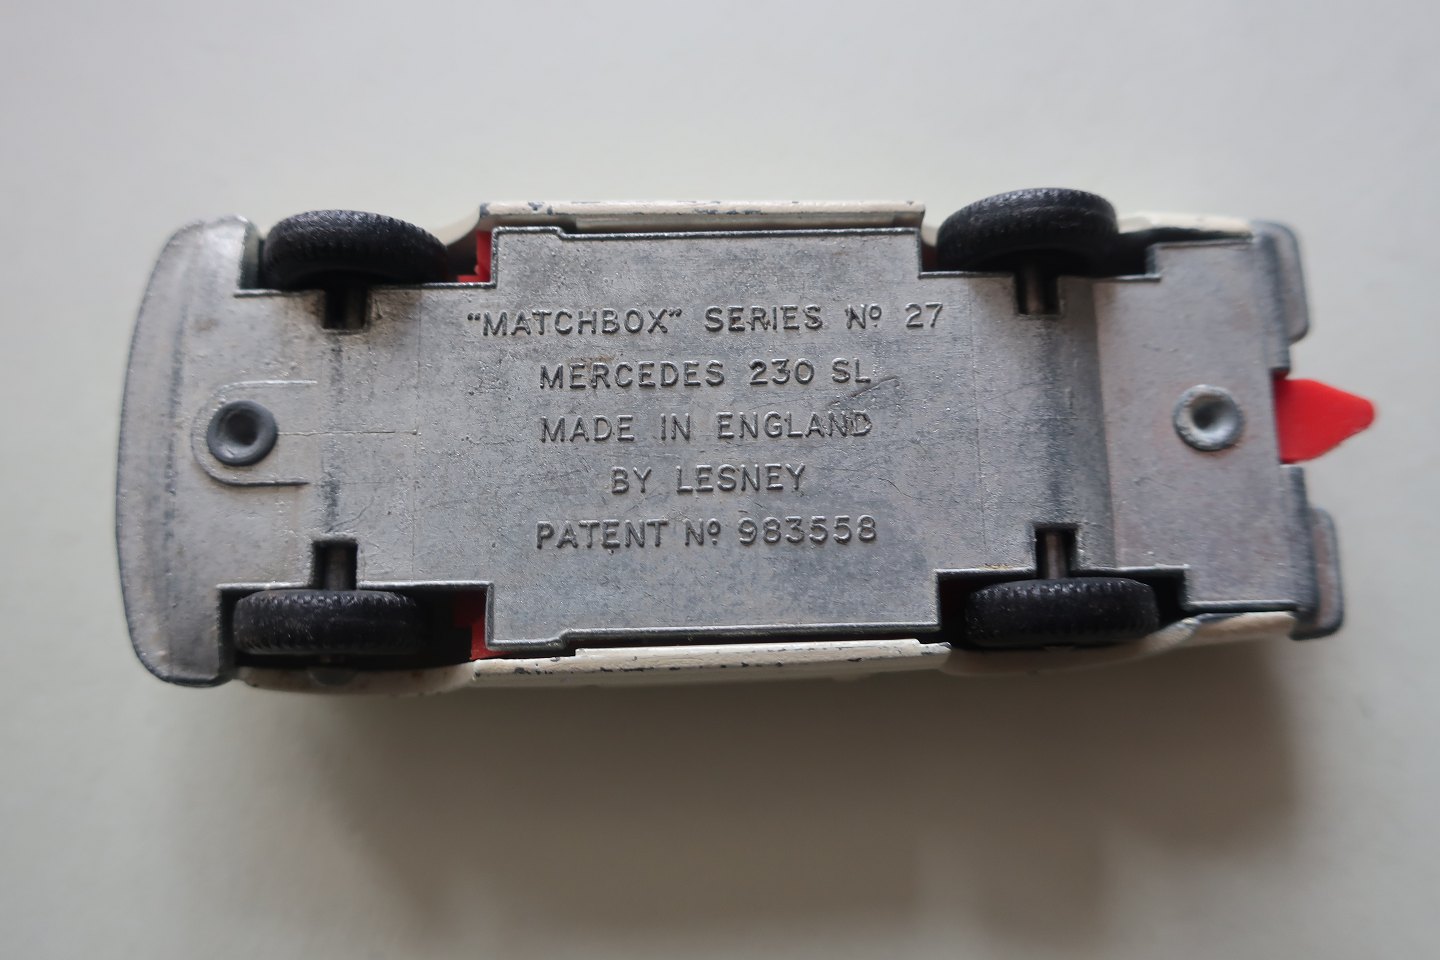 "MATCHBOX" SERIES Nº 27
MERCEDES 230 SL
MADE IN ENGLAND
BY LESNEY
PATENT Nº 983558